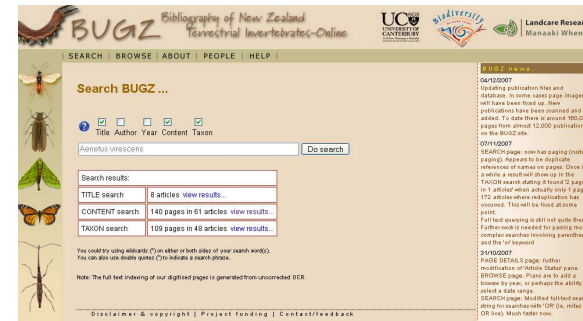 BUGZ Bibliography of New Zealand
Terrestrial Invertebrates-Online
UC
UNIVERSITY OF
CANTERBURY
Biodiversity
Landcare Resea
Manaaki When
SEARCH | BROWSE | ABOUT | PEOPLE | HELP |
Search BUGZ ...
Title Author Year Content Taxon
Aenetus virescens
Do search
Search results:
TITLE search 8 articles view results...
CONTENT search 140 pages in 61 articles view results...
TAXON search 109 pages in 48 articles view results...
You could try using wildcards (*) on either or both sides of your search word(s).
You can also use double quotes (") to indicate a search phrase.
Note: The full text indexing of our digitised pages is generated from uncorrected OCR.
Disclaimer & copyright | Project funding | Contact/feedback
BUGZ news...
04/12/2007
Updating publication files and
database. In some cases page images
will have been fixed up. New
publications have been scanned and
added. To date there is around 160,0
pages from almost 12,000 publication
on the BUGZ site.
07/11/2007
SEARCH page: now has paging (custo
paging). Appears to be duplicate
references of names on pages. Once i
a while a result will show up in the
TAXON search stating it found '2 page
in 1 articles' when actually only 1 pag
172 articles where reduplication has
occured. This will be fixed at some
point.
Full text querying is still not quite ther
Further work is needed for parsing mo
complex searches involving parenthe
and the 'or' keyword
31/10/2007
PAGE DETAILS page: further
modification of 'Article Status' pane.
BROWSE page: Plans are to add a
browse by year, or perhaps the ability
select a date range.
SEARCH page: Modified full-text sear
string for searches with 'OR' (ie, mites
OR lice). Much faster now.